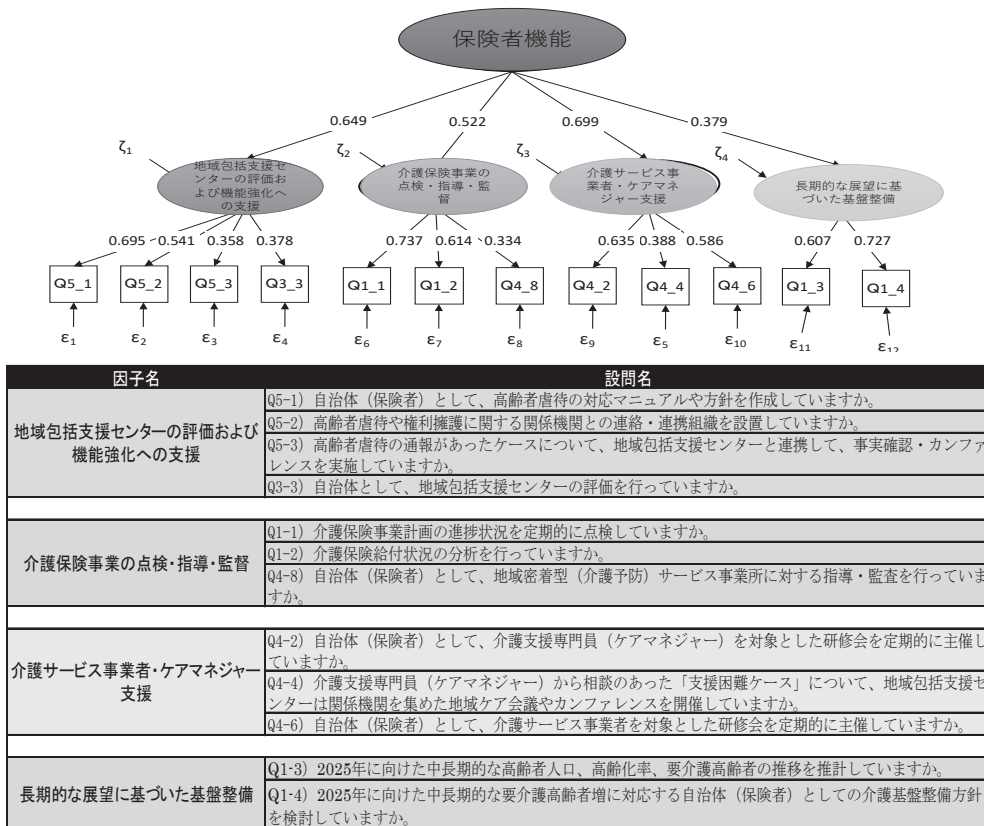 保険者機能
0.649 0.522 0.699 0.379
ζ1 ζ2 ζ3 ζ4
地域包括支援セ
ンターの評価お
よび機能強化へ
の支援
介護保険事業の
点検・指導・監
督
介護サービス事
業者・ケアマネ
ジャー支援
長期的な展望に基
づいた基盤整備
0.695 0.541 0.358 0.378 0.737 0.614 0.334 0.635 0.388 0.586 0.607 0.727
Q5_1 Q5_2 Q5_3 Q3_3 Q1_1 Q1_2 Q4_8 Q4_2 Q4_4 Q4_6 Q1_3 Q1_4
ε1 ε2 ε3 ε4 ε6 ε7 ε8 ε9 ε5 ε10 ε11 ε12
因子名 設問名
地域包括支援センターの評価および
機能強化への支援
Q5-1）自治体（保険者）として、高齢者虐待の対応マニュアルや方針を作成していますか。
Q5-2）高齢者虐待や権利擁護に関する関係機関との連絡・連携組織を設置していますか。
Q5-3）高齢者虐待の通報があったケースについて、地域包括支援センターと連携して、事実確認・カンファ
レンスを実施していますか。
Q3-3）自治体として、地域包括支援センターの評価を行っていますか。
介護保険事業の点検・指導・監督
Q1-1）介護保険事業計画の進捗状況を定期的に点検していますか。
Q1-2）介護保険給付状況の分析を行っていますか。
Q4-8）自治体（保険者）として、地域密着型（介護予防）サービス事業所に対する指導・監査を行っていま
すか。
介護サービス事業者・ケアマネジャー
支援
Q4-2）自治体（保険者）として、介護支援専門員（ケアマネジャー）を対象とした研修会を定期的に主催し
ていますか。
Q4-4）介護支援専門員（ケアマネジャー）から相談のあった「支援困難ケース」について、地域包括支援セ
ンターは関係機関を集めた地域ケア会議やカンファレンスを開催していますか。
Q4-6）自治体（保険者）として、介護サービス事業者を対象とした研修会を定期的に主催していますか。
長期的な展望に基づいた基盤整備
Q1-3）2025年に向けた中長期的な高齢者人口、高齢化率、要介護高齢者の推移を推計していますか。
Q1-4）2025年に向けた中長期的な要介護高齢者増に対応する自治体（保険者）としての介護基盤整備方針
を検討していますか。